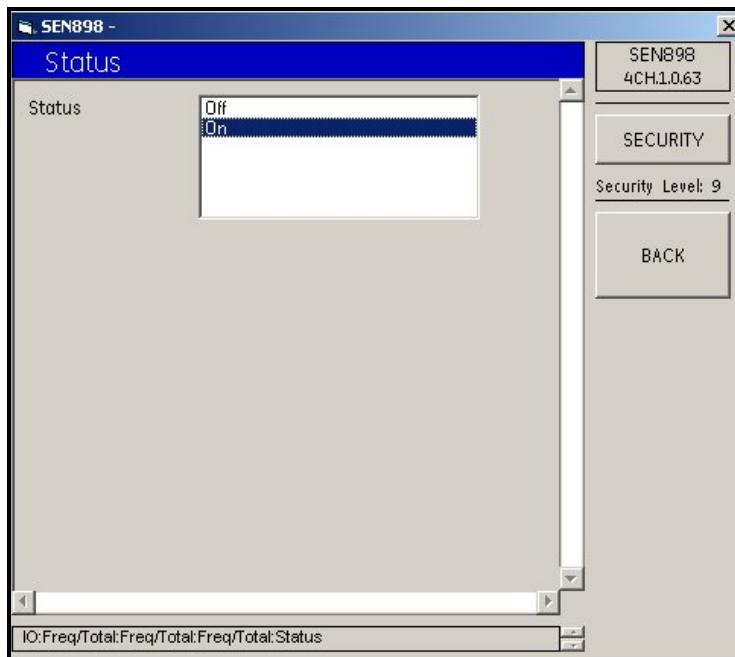 SEN898 -
Status
SEN898
4CH.1.0.63
Status
Off
On
SECURITY
Security Level: 9
BACK
IO:Freq/Total:Freq/Total:Freq/Total:Status